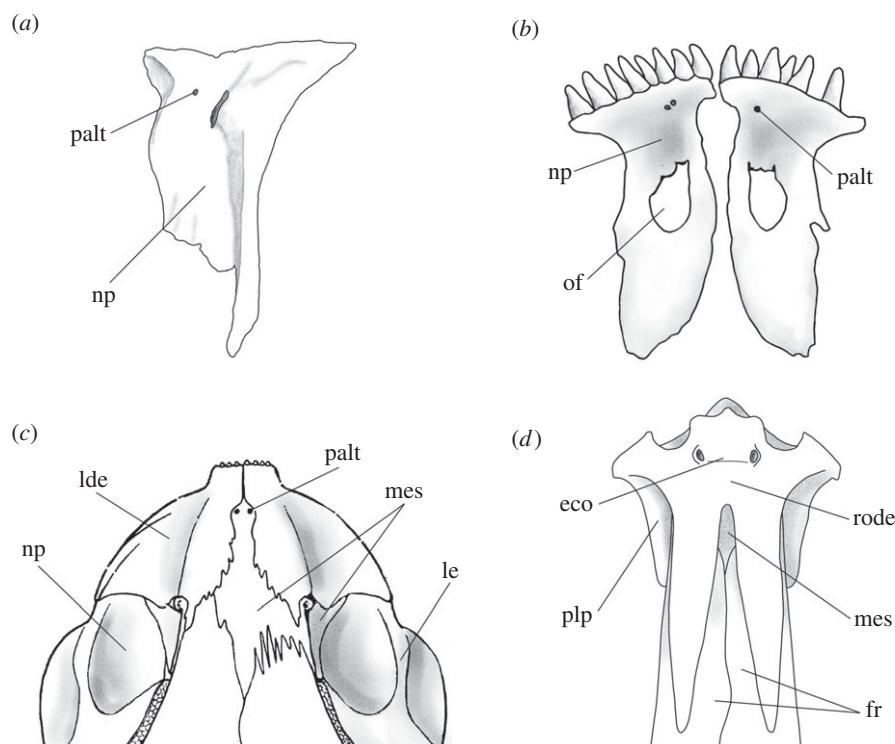 (a)
palt
np
(b)
np
palt
of
(c)
lde
palt
mes
np
le
(d)
eco
rode
plp
mes
fr